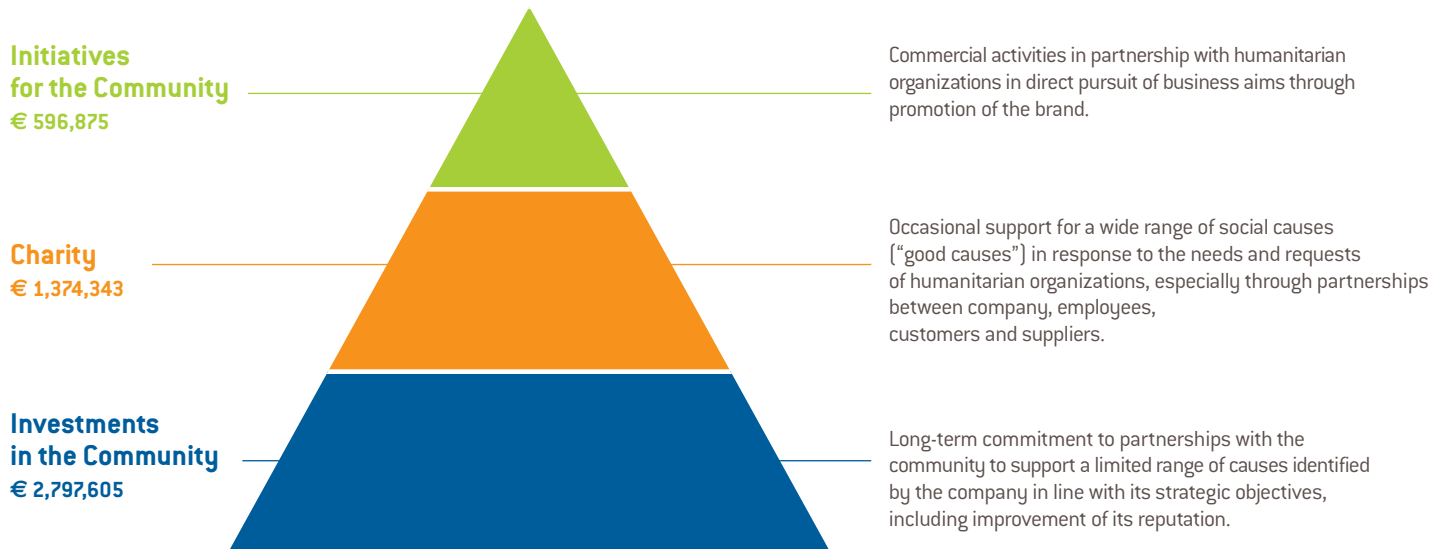 Initiatives
for the Community
€ 596,875
Commercial activities in partnership with humanitarian
organizations in direct pursuit of business aims through
promotion of the brand.
Charity
€ 1,374,343
Occasional support for a wide range of social causes
(“good causes”) in response to the needs and requests
of humanitarian organizations, especially through partnerships
between company, employees,
customers and suppliers.
Investments
in the Community
€ 2,797,605
Long-term commitment to partnerships with the
community to support a limited range of causes identified
by the company in line with its strategic objectives,
including improvement of its reputation.